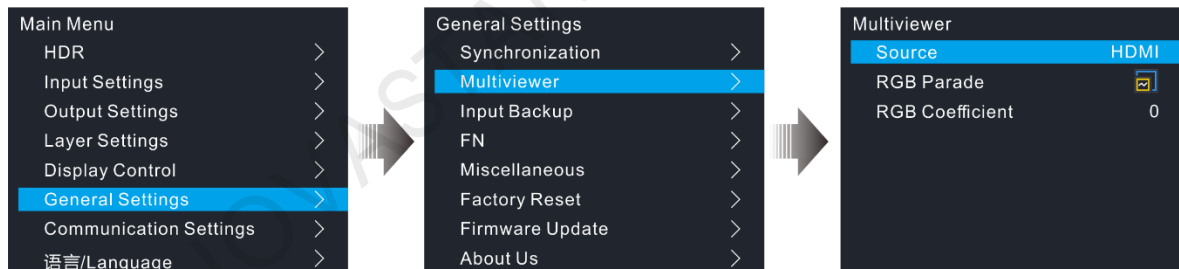 Main Menu
HDR >
Input Settings >
Output Settings >
Layer Settings >
Display Control >
General Settings >
Communication Settings >
语言/Language >
General Settings
Synchronization >
Multiviewer >
Input Backup >
FN >
Miscellaneous >
Factory Reset >
Firmware Update >
About Us >
Multiviewer
Source HDMI
RGB Parade
RGB Coefficient 0